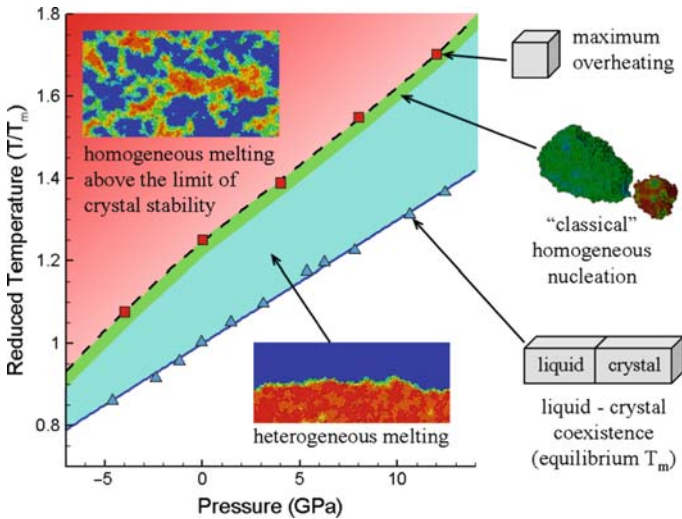 1.8
1.6
1.4
1.2
1
0.8
Reduced Temperature (T/Tm)
−5
0
5
10
Pressure (GPa)
homogeneous melting
above the limit of
crystal stability
heterogeneous melting
maximum
overheating
“classical”
homogeneous
nucleation
liquid
crystal
liquid - crystal
coexistence
(equilibrium Tm)